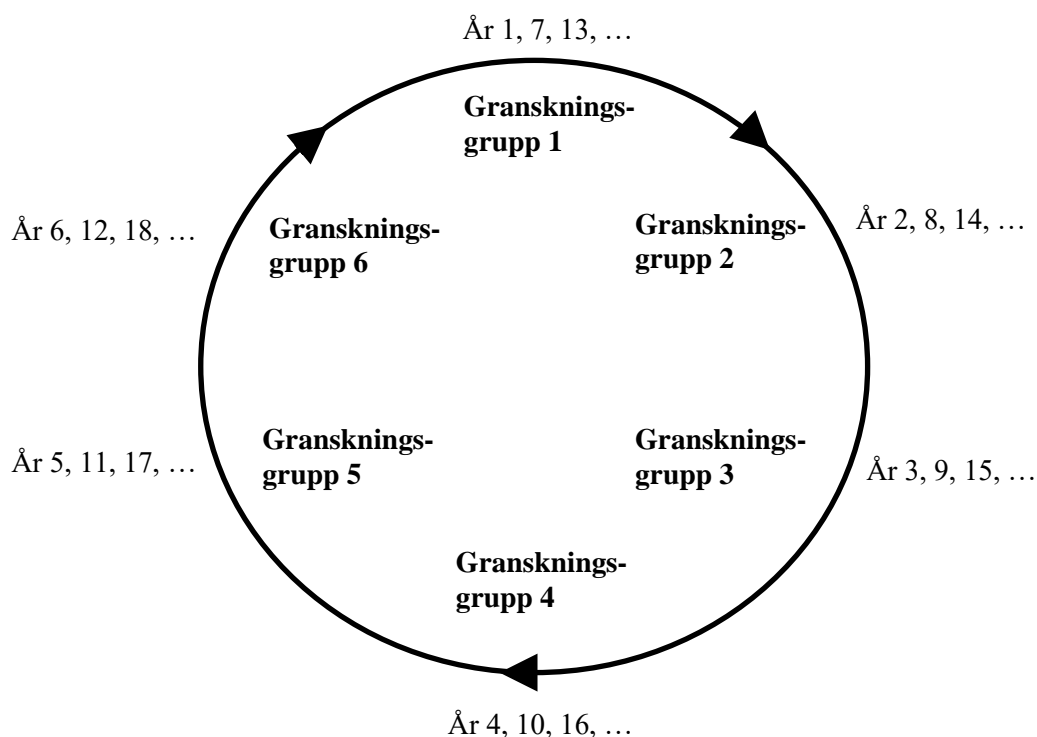 År 1, 7, 13, …
Gransknings-
grupp 1
År 2, 8, 14, …
Gransknings-
grupp 2
År 3, 9, 15, …
Gransknings-
grupp 3
År 4, 10, 16, …
Gransknings-
grupp 4
År 5, 11, 17, …
Gransknings-
grupp 5
År 6, 12, 18, …
Gransknings-
grupp 6